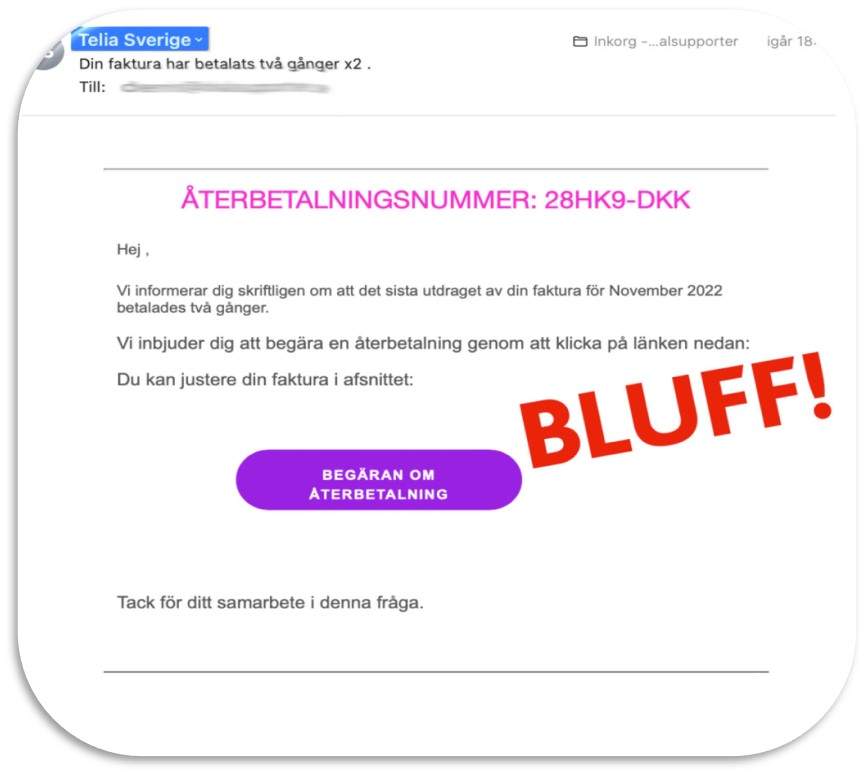 Telia Sverige
Inkorg –...alsupporter igår 18.
Din faktura har betalats två gånger x2 .
Till:
ÅTERBETALNINGSNUMMER: 28HK9-DKK
Hej ,
Vi informerar dig skriftligen om att det sista utdraget av din faktura för November 2022
betalades två gånger.
Vi inbjuder dig att begära en återbetalning genom att klicka på länken nedan:
Du kan justere din faktura i afsnittet:
BLUFF!
BEGÄRAN OM
ÅTERBETALNING
Tack för ditt samarbete i denna fråga.